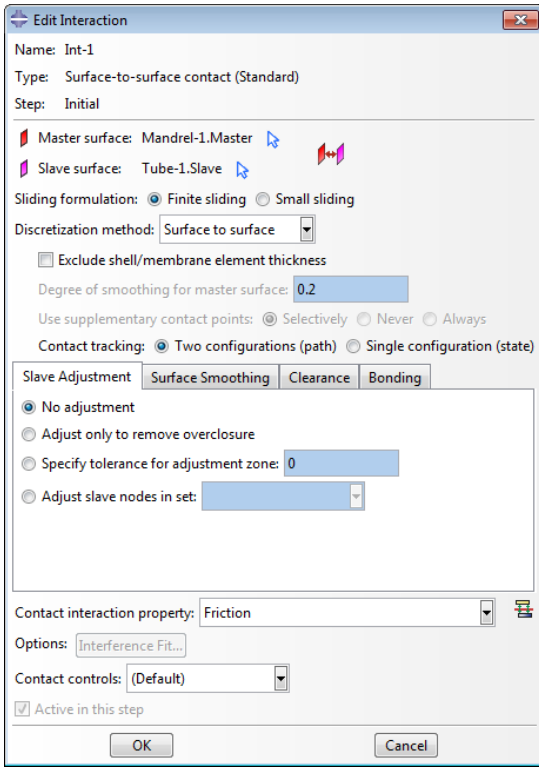 Edit Interaction
Name: Int-1
Type: Surface-to-surface contact (Standard)
Step: Initial
Master surface: Mandrel-1.Master
Slave surface: Tube-1.Slave
Sliding formulation: Finite sliding Small sliding
Discretization method: Surface to surface
Exclude shell/membrane element thickness
Degree of smoothing for master surface: 0.2
Use supplementary contact points: Selectively Never Always
Contact tracking: Two configurations (path) Single configuration (state)
Slave Adjustment Surface Smoothing Clearance Bonding
No adjustment
Adjust only to remove overclosure
Specify tolerance for adjustment zone: 0
Adjust slave nodes in set:
Contact interaction property: Friction
Options: Interference Fit...
Contact controls: (Default)
Active in this step
OK Cancel